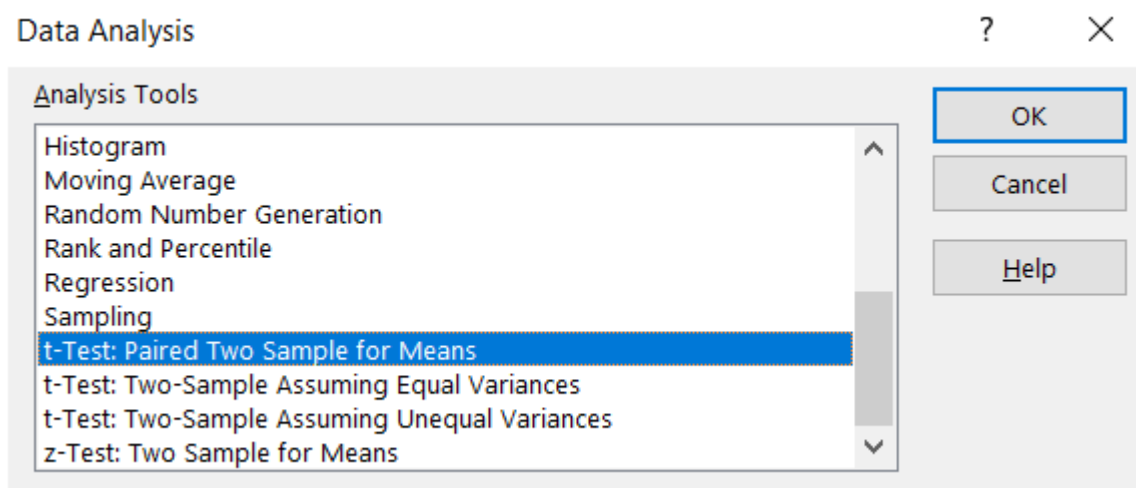 Data Analysis
?
Analysis Tools
Histogram
Moving Average
Random Number Generation
Rank and Percentile
Regression
Sampling
t-Test: Paired Two Sample for Means
t-Test: Two-Sample Assuming Equal Variances
t-Test: Two-Sample Assuming Unequal Variances
z-Test: Two Sample for Means
OK
Cancel
Help